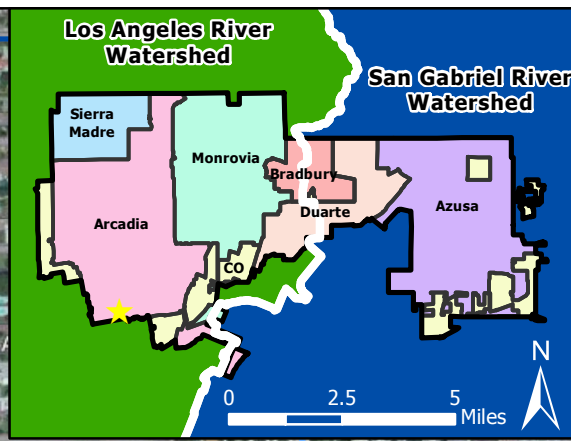 Los Angeles River
Watershed
San Gabriel River
Watershed
Sierra
Madre
Monrovia
Bradbury
Duarte
Azusa
Arcadia
CO
N
0 2.5 5
Miles